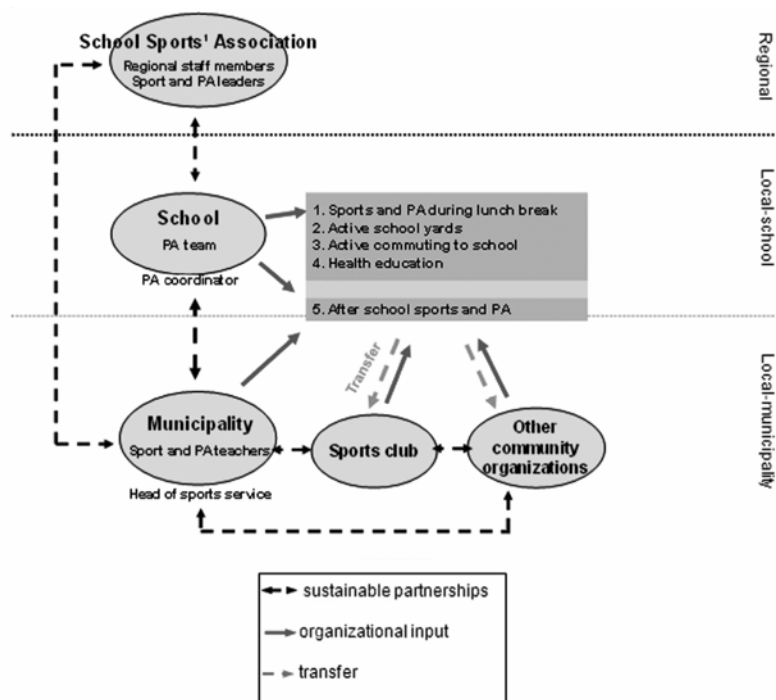 School Sports' Association
Regional staff members
Sport and PA leaders
Regional
School
PA team
PA coordinator
1. Sports and PA during lunch break
2. Active school yards
3. Active commuting to school
4. Health education
5. After school sports and PA
Local-school
Transfer
Municipality
Sport and PA teachers
Head of sports service
Sports club
Other
community
organizations
Local-municipality
sustainable partnerships
organizational input
transfer